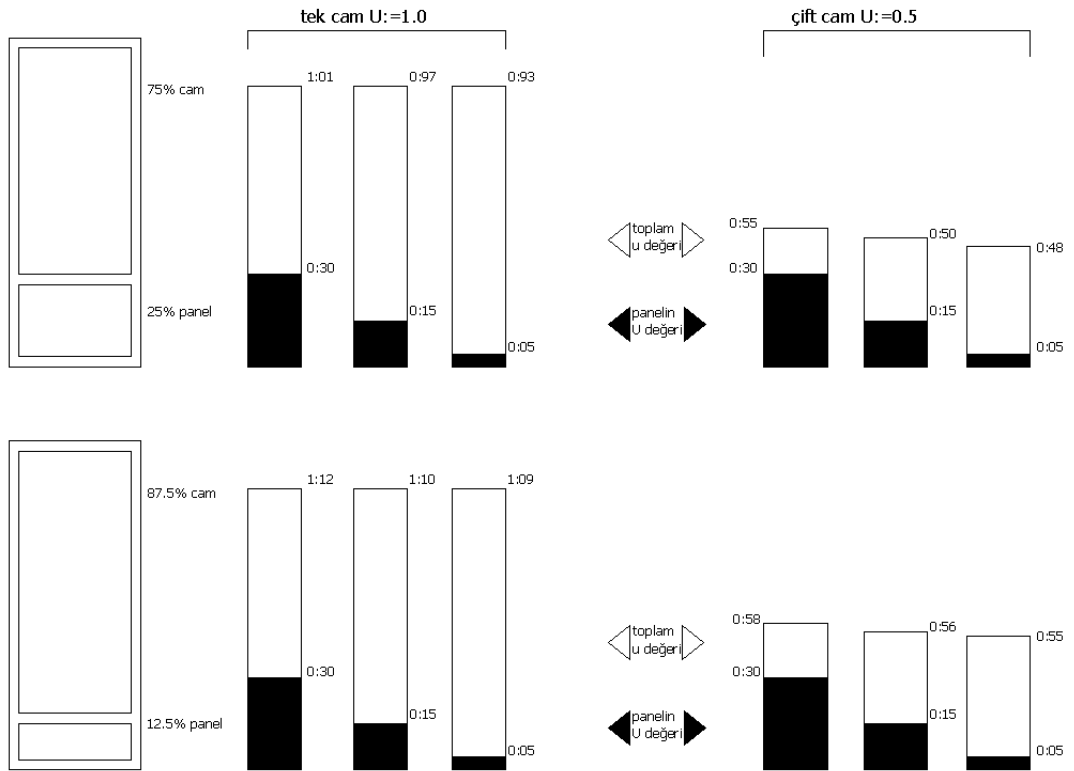 tek cam U:=1.0
çift cam U:=0.5
75% cam
1:01
0:97
0:93
0:30
0:15
0:05
25% panel
toplam
u değeri
panelin
U değeri
0:55
0:50
0:48
0:30
0:15
0:05
87.5% cam
1:12
1:10
1:09
0:30
0:15
0:05
12.5% panel
toplam
u değeri
panelin
U değeri
0:58
0:56
0:55
0:30
0:15
0:05